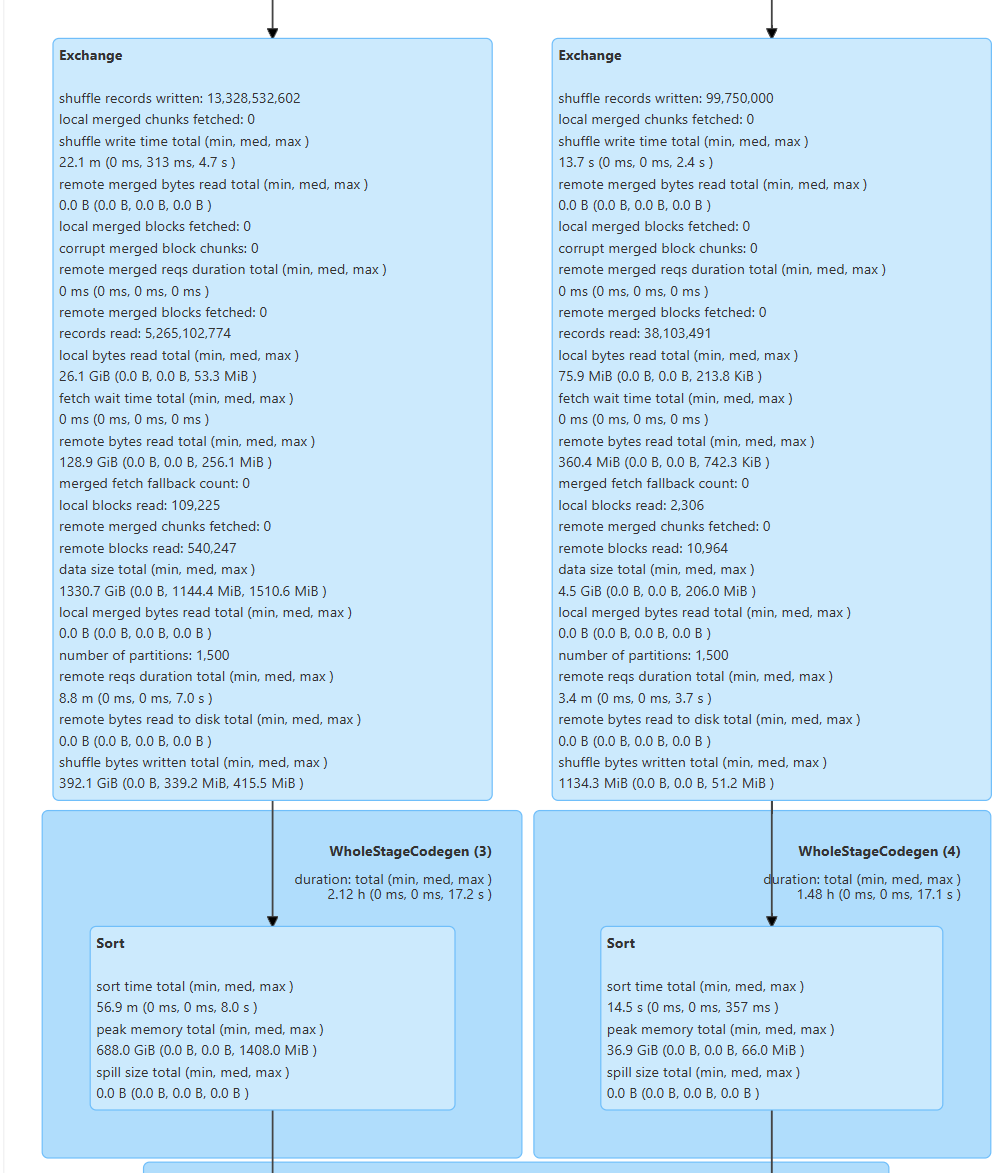 Exchange
shuffle records written: 13,328,532,602
local merged chunks fetched: 0
shuffle write time total (min, med, max )
22.1 m (0 ms, 313 ms, 4.7 s )
remote merged bytes read total (min, med, max )
0.0 B (0.0 B, 0.0 B, 0.0 B )
local merged blocks fetched: 0
corrupt merged block chunks: 0
remote merged reqs duration total (min, med, max )
0 ms (0 ms, 0 ms, 0 ms )
remote merged blocks fetched: 0
records read: 5,265,102,774
local bytes read total (min, med, max )
26.1 GiB (0.0 B, 0.0 B, 53.3 MiB )
fetch wait time total (min, med, max )
0 ms (0 ms, 0 ms, 0 ms )
remote bytes read total (min, med, max )
128.9 GiB (0.0 B, 0.0 B, 256.1 MiB )
merged fetch fallback count: 0
local blocks read: 109,225
remote merged chunks fetched: 0
remote blocks read: 540,247
data size total (min, med, max )
1330.7 GiB (0.0 B, 1144.4 MiB, 1510.6 MiB )
local merged bytes read total (min, med, max )
0.0 B (0.0 B, 0.0 B, 0.0 B )
number of partitions: 1,500
remote reqs duration total (min, med, max )
8.8 m (0 ms, 0 ms, 7.0 s )
remote bytes read to disk total (min, med, max )
0.0 B (0.0 B, 0.0 B, 0.0 B )
shuffle bytes written total (min, med, max )
392.1 GiB (0.0 B, 339.2 MiB, 415.5 MiB )
WholeStageCodegen (3)
duration: total (min, med, max )
2.12 h (0 ms, 0 ms, 17.2 s )
Sort
sort time total (min, med, max )
56.9 m (0 ms, 0 ms, 8.0 s )
peak memory total (min, med, max )
688.0 GiB (0.0 B, 0.0 B, 1408.0 MiB )
spill size total (min, med, max )
0.0 B (0.0 B, 0.0 B, 0.0 B )
Exchange
shuffle records written: 99,750,000
local merged chunks fetched: 0
shuffle write time total (min, med, max )
13.7 s (0 ms, 0 ms, 2.4 s )
remote merged bytes read total (min, med, max )
0.0 B (0.0 B, 0.0 B, 0.0 B )
local merged blocks fetched: 0
corrupt merged block chunks: 0
remote merged reqs duration total (min, med, max )
0 ms (0 ms, 0 ms, 0 ms )
remote merged blocks fetched: 0
records read: 38,103,491
local bytes read total (min, med, max )
75.9 MiB (0.0 B, 0.0 B, 213.8 KiB )
fetch wait time total (min, med, max )
0 ms (0 ms, 0 ms, 0 ms )
remote bytes read total (min, med, max )
360.4 MiB (0.0 B, 0.0 B, 742.3 KiB )
merged fetch fallback count: 0
local blocks read: 2,306
remote merged chunks fetched: 0
remote blocks read: 10,964
data size total (min, med, max )
4.5 GiB (0.0 B, 0.0 B, 206.0 MiB )
local merged bytes read total (min, med, max )
0.0 B (0.0 B, 0.0 B, 0.0 B )
number of partitions: 1,500
remote reqs duration total (min, med, max )
3.4 m (0 ms, 0 ms, 3.7 s )
remote bytes read to disk total (min, med, max )
0.0 B (0.0 B, 0.0 B, 0.0 B )
shuffle bytes written total (min, med, max )
1134.3 MiB (0.0 B, 0.0 B, 51.2 MiB )
WholeStageCodegen (4)
duration: total (min, med, max )
1.48 h (0 ms, 0 ms, 17.1 s )
Sort
sort time total (min, med, max )
14.5 s (0 ms, 0 ms, 357 ms )
peak memory total (min, med, max )
36.9 GiB (0.0 B, 0.0 B, 66.0 MiB )
spill size total (min, med, max )
0.0 B (0.0 B, 0.0 B, 0.0 B )